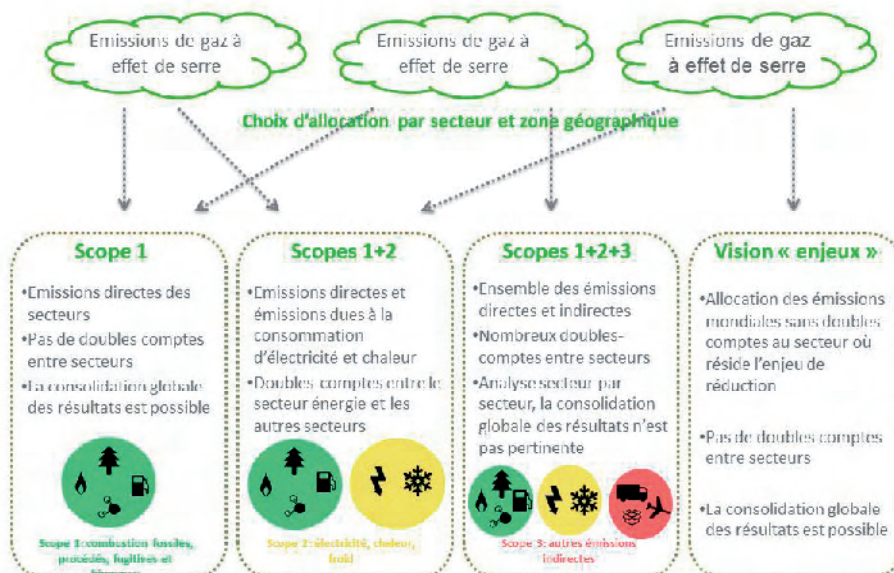 Emissions de gaz à
effet de serre
Emissions de gaz à
effet de serre
Emissions de gaz
à effet de serre
Choix d'allocation par secteur et zone géographique
Scope 1
•Emissions directes des
secteurs
•Pas de doubles comptes
entre secteurs
•La consolidation globale
des résultats est possible
Scope 1: combustion fossiles,
procédés, fugitives et
Scopes 1+2
•Emissions directes et
émissions dues à la
consommation
d'électricité et chaleur
•Doubles comptes entre le
secteur énergie et les
autres secteurs
Scope 2: électricité, chaleur,
froid
Scopes 1+2+3
•Ensemble des émissions
directes et indirectes
•Nombreux doubles-
comptes entre secteurs
•Analyse secteur par
secteur, la consolidation
globale des résultats n'est
pas pertinente
Scope 3: autres émissions
indirectes
Vision « enjeux »
•Allocation des émissions
mondiales sans doubles
comptes au secteur où
réside l'enjeu de
réduction
•Pas de doubles comptes
entre secteurs
•La consolidation globale
des résultats est possible